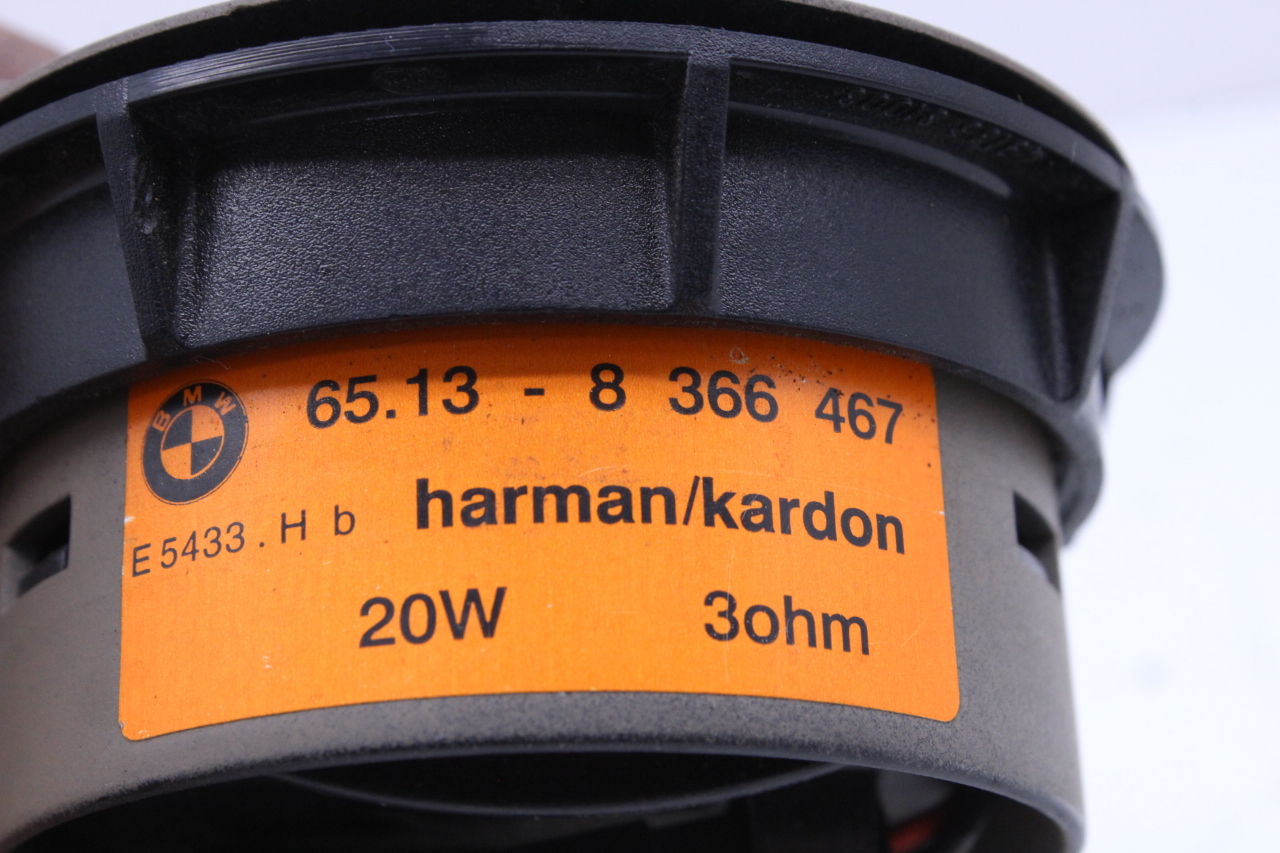 BMW
65.13 - 8 366 467
E5433.H b
harman/kardon
20W 3ohm